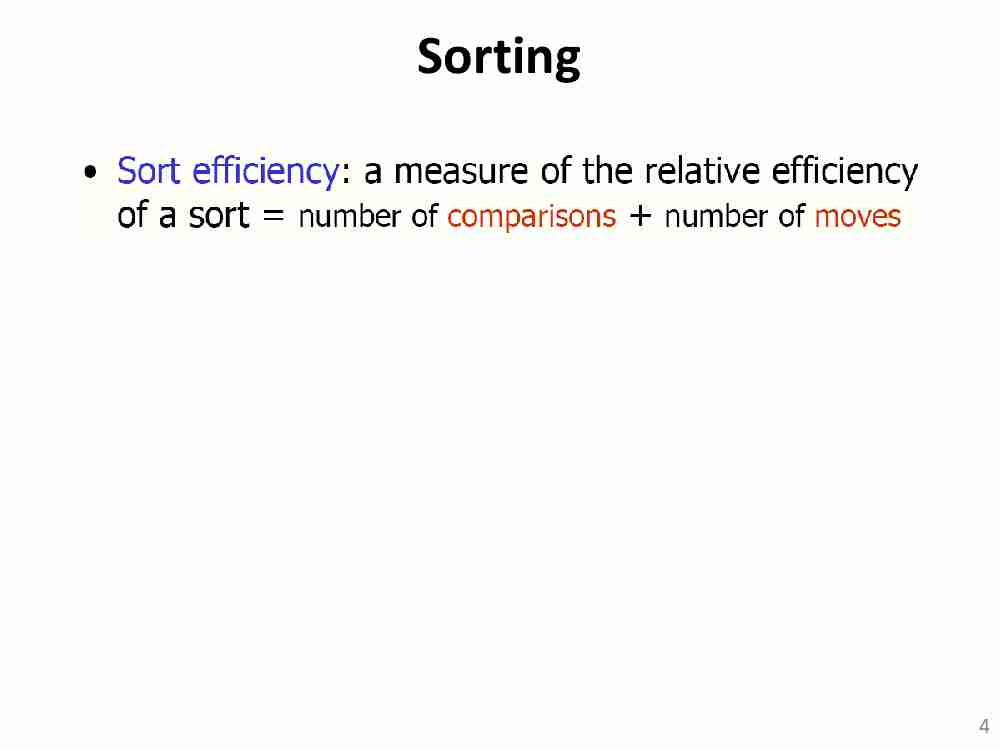 Sorting
• Sort efficiency: a measure of the relative efficiency
of a sort = number of comparisons + number of moves
4